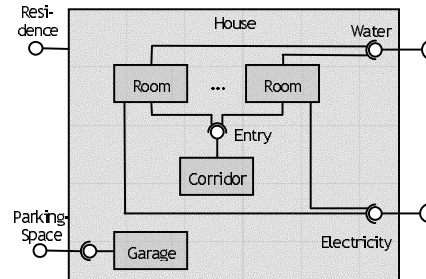 Resi-
dence
House
Water
Room
...
Room
Entry
Corridor
Parking-
Space
Electricity
Garage